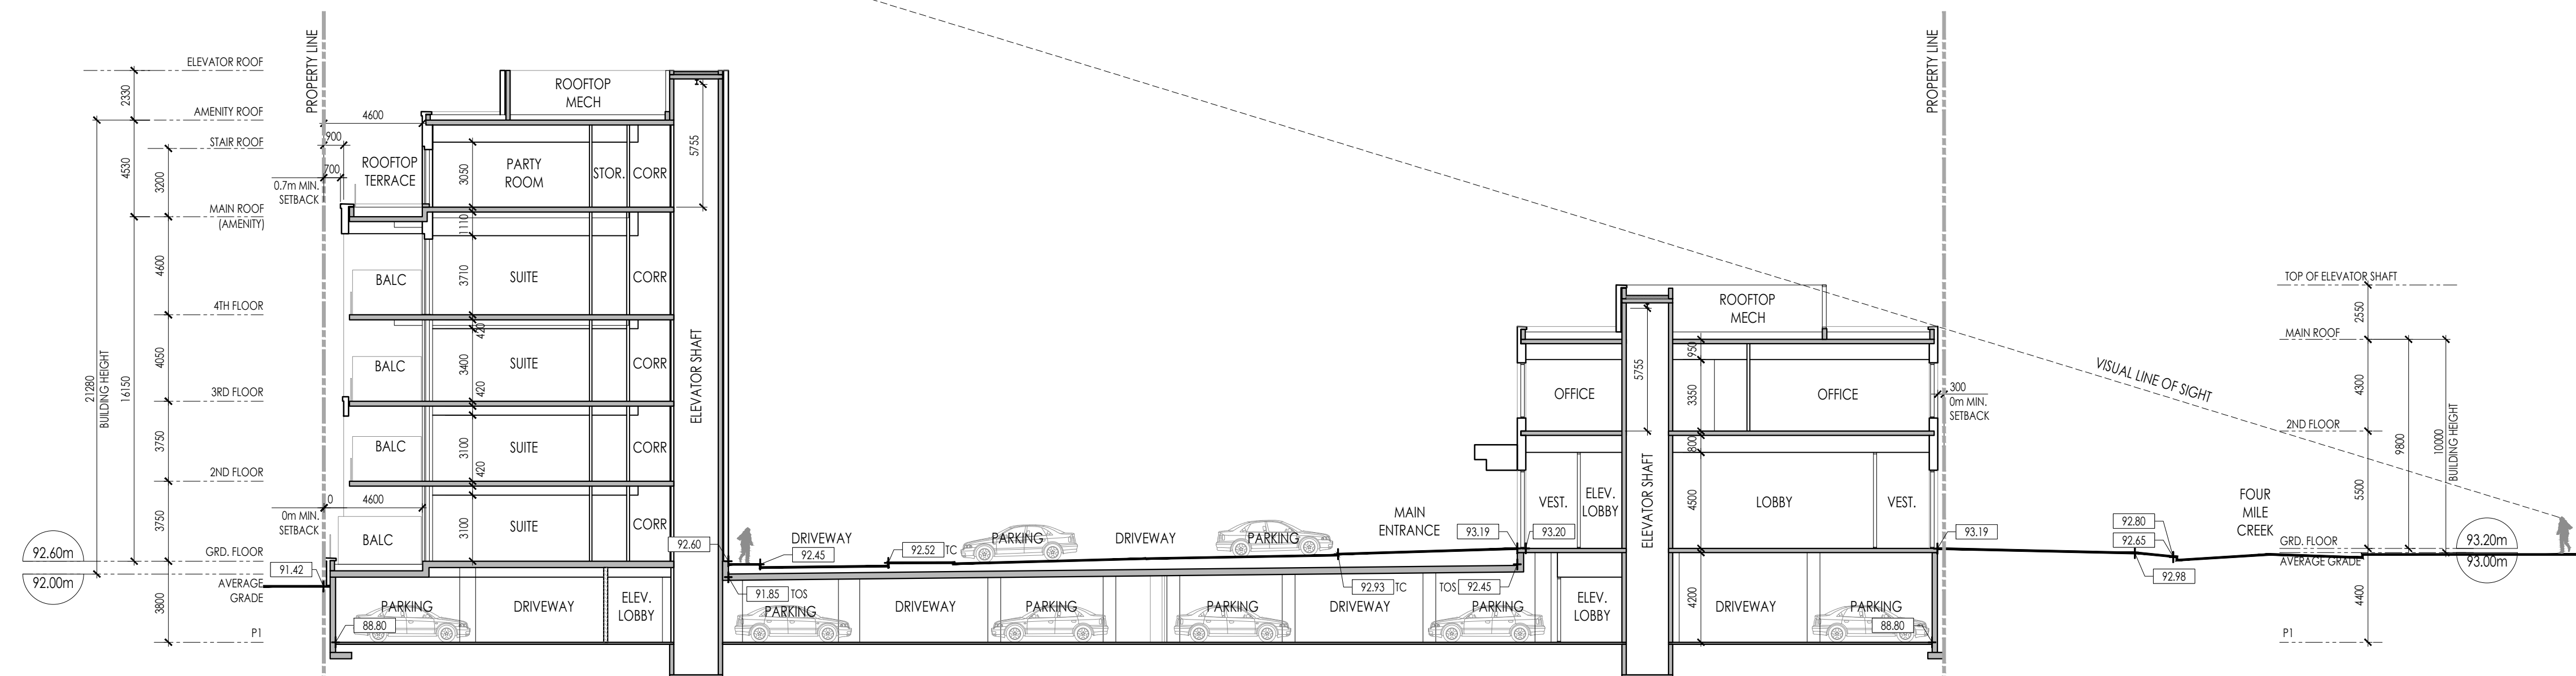 PROPERTY LINE
ELEVATOR ROOF
AMENITY ROOF
STAIR ROOF
MAIN ROOF
(AMENITY)
4TH FLOOR
3RD FLOOR
2ND FLOOR
GRD. FLOOR
AVERAGE
GRADE
P1
2330
4530
3200
4600
4050
3750
3750
3800
16150
21280
BUILDING HEIGHT
92.60m
92.00m
4600
900
700
0.7m MIN.
SETBACK
0
4600
0m MIN.
SETBACK
91.42
88.80
ROOFTOP
MECH
ROOFTOP
TERRACE
PARTY
ROOM
STOR.
CORR
3050
5755
1110
BALC
SUITE
CORR
3710
420
BALC
SUITE
CORR
3400
420
BALC
SUITE
CORR
3100
420
BALC
SUITE
CORR
3100
ELEVATOR SHAFT
PARKING
DRIVEWAY
ELEV.
LOBBY
92.60
DRIVEWAY
92.45
92.52 TC
PARKING
DRIVEWAY
PARKING
MAIN
ENTRANCE
93.19
93.20
91.85 TOS
92.93 TC
TOS 92.45
PARKING
DRIVEWAY
PARKING
PARKING
DRIVEWAY
PARKING
ELEV.
LOBBY
ROOFTOP
MECH
OFFICE
5755
950
3350
OFFICE
800
VEST.
ELEV.
LOBBY
ELEVATOR SHAFT
4500
LOBBY
VEST.
4200
DRIVEWAY
PARKING
88.80
PROPERTY LINE
300
0m MIN.
SETBACK
93.19
VISUAL LINE OF SIGHT
92.80
92.65
92.98
FOUR
MILE
CREEK
TOP OF ELEVATOR SHAFT
MAIN ROOF
2ND FLOOR
GRD. FLOOR
AVERAGE GRADE
P1
2550
4300
5500
4400
9800
10000
BUILDING HEIGHT
93.20m
93.00m